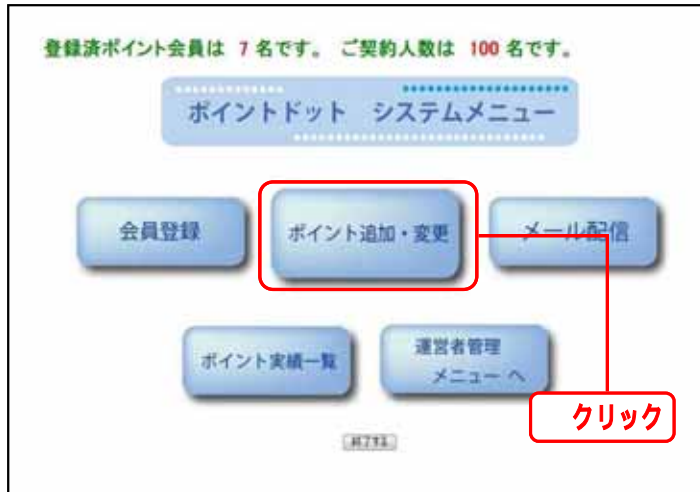 登録済ポイント会員は 7 名です。 ご契約人数は 100 名です。
ポイントドット システムメニュー
会員登録
ポイント追加・変更
メール配信
ポイント実績一覧
運営者管理
メニュー へ
クリック
終了する